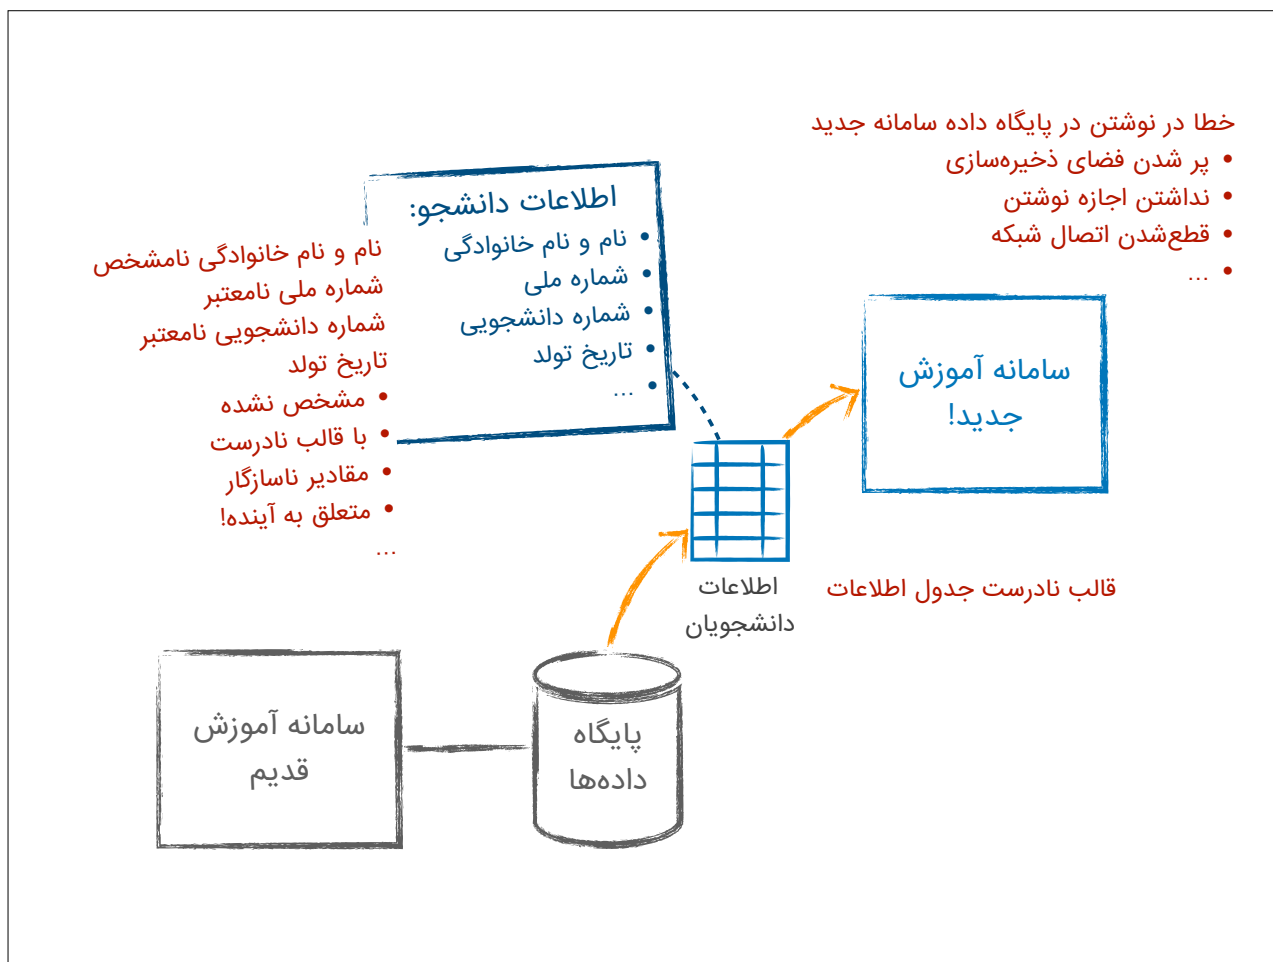 خطا در نوشتن در پایگاه داده سامانه جدید
• پر شدن فضای ذخیره‌سازی
• نداشتن اجازه نوشتن
• قطع‌شدن اتصال شبکه
• ...
اطلاعات دانشجو:
• نام و نام خانوادگی
• شماره ملی
• شماره دانشجویی
• تاریخ تولد
• ...
نام و نام خانوادگی نامشخص
شماره ملی نامعتبر
شماره دانشجویی نامعتبر
تاریخ تولد
• مشخص نشده
• با قالب نادرست
• مقادیر ناسازگار
• متعلق به آینده!
...
سامانه آموزش
جدید!
اطلاعات
دانشجویان
قالب نادرست جدول اطلاعات
پایگاه
داده‌ها
سامانه آموزش
قدیم